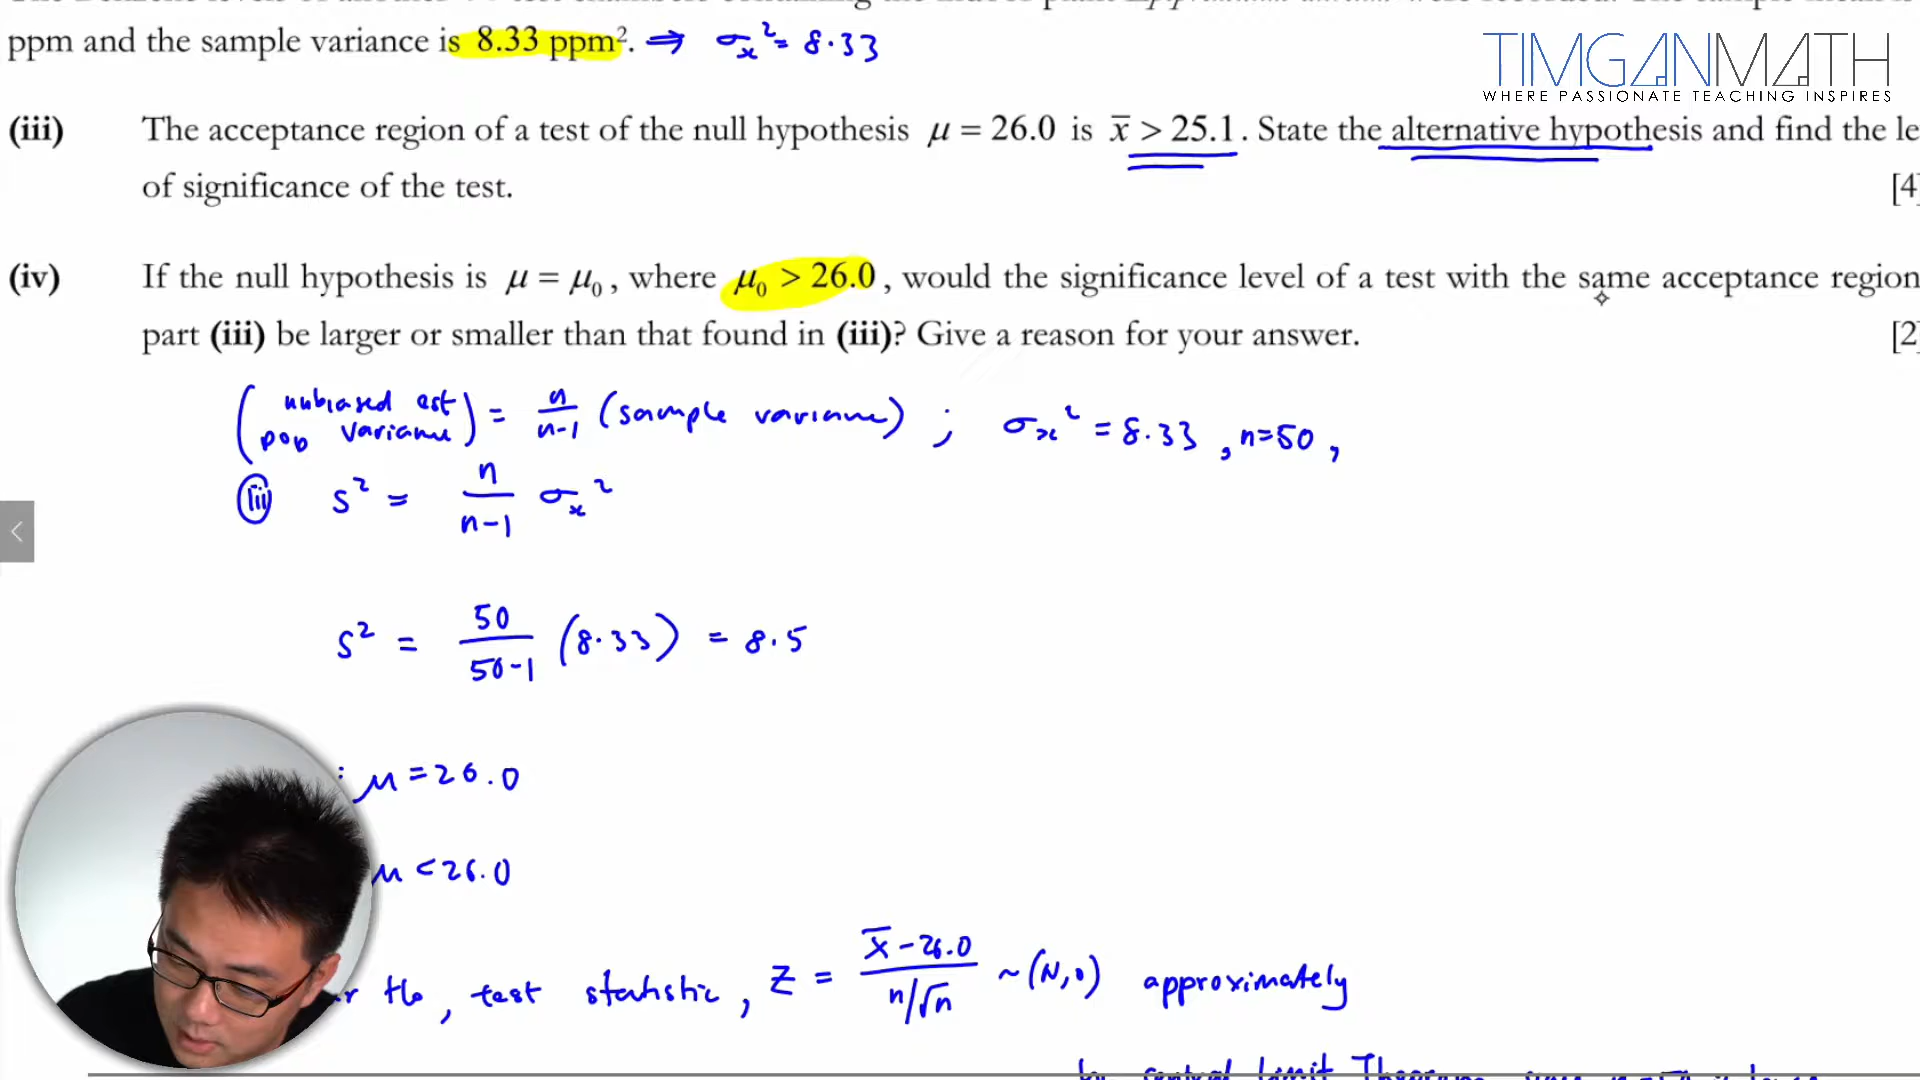 ppm and the sample variance is 8.33 ppm². ⇒ σₓ² = 8.33
TIMGANMATH
WHERE PASSIONATE TEACHING INSPIRES
(iii) The acceptance region of a test of the null hypothesis μ = 26.0 is x̄ > 25.1. State the alternative hypothesis and find the le
of significance of the test. [4]
(iv) If the null hypothesis is μ = μ₀, where μ₀ > 26.0, would the significance level of a test with the same acceptance region
part (iii) be larger or smaller than that found in (iii)? Give a reason for your answer. [2]
(unbiased est pop variance) = n/(n-1) (sample variance) ; σₓ² = 8.33, n=50,
(iii) s² = n/(n-1) σₓ²
s² = 50/(50-1) (8.33) = 8.5
: μ = 26.0
μ < 26.0
r H₀, test statistic, Z = (x̄ - 26.0)/(n/√n) ~ (N,0) approximately
by central limit Theorem